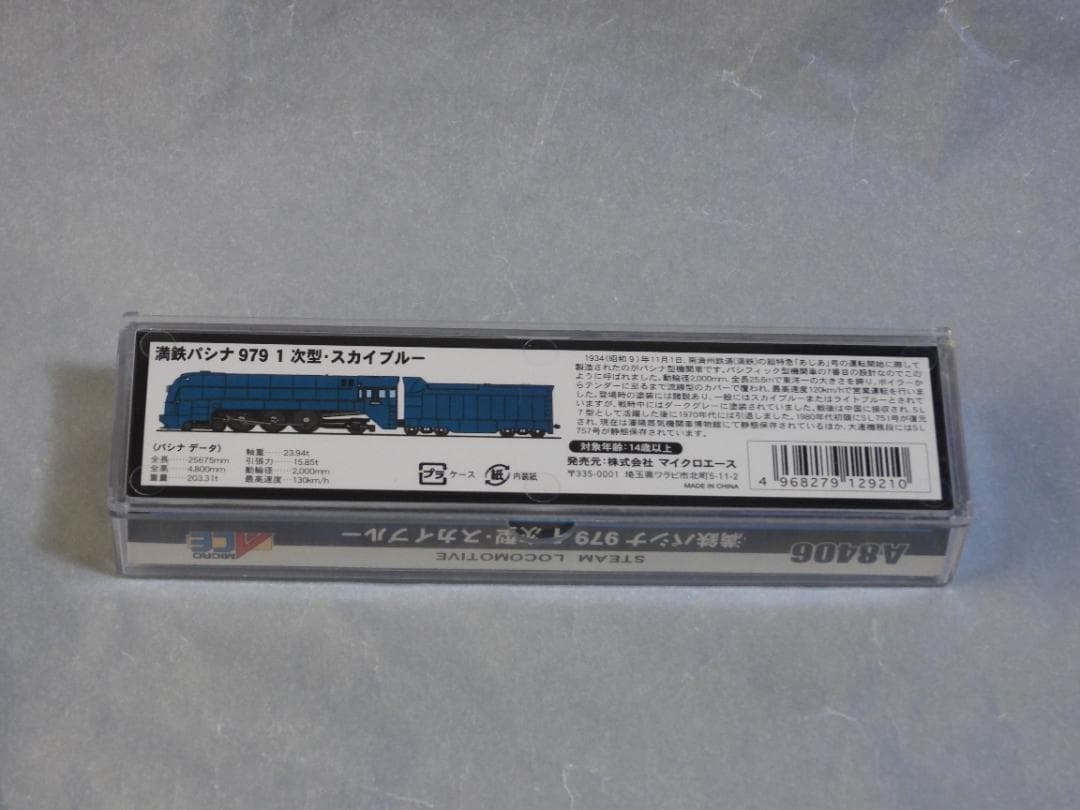 満鉄パシナ979 1 次型・スカイブルー
〈パシナ データ〉
全長……25675mm
全高……4,800mm
重量……203.31t
軸重……23.94t
引張力……15.85t
動輪径……2,000mm
最高速度…130km/h
1934(昭和9)年11月1日、南満州鉄道(満鉄)の超特急「あじあ」号の運転開始に際して
製造されたのがパシナ型機関車です。パシフィック型機関車の7番目の設計なのでこの
ように呼ばれました。動輪径2,000mm、全長25.6mで東洋一の大きさを誇り、ボイラーか
らテンダーに至るまで流線型のカバーで覆われ、最高速度120km/hで営業運転を行いま
した。登場時の塗装には諸説あり、一般にはスカイブルーまたはライトブルーとされて
いますが、戦時中にはダークグレーに塗装されていました。戦後は中国に接収され、SL
7型として活躍した後に1970年代には引退しました。1980年代初頭にSL751号が復元
され、現在は瀋陽蒸気機関車博物館にて静態保存されているほか、大連機務段にはSL
757号が静態保存されています。
対象年齢：14歳以上
発売元：株式会社 マイクロエース
〒335-0001 埼玉県ワラビ市北町5-11-2
MADE IN CHINA
プラ ケース
紙 内装紙
4 968279 129210
A8406
満鉄パシナ 979 1 次型・スカイブルー
STEAM LOCOMOTIVE
MICRO ACE